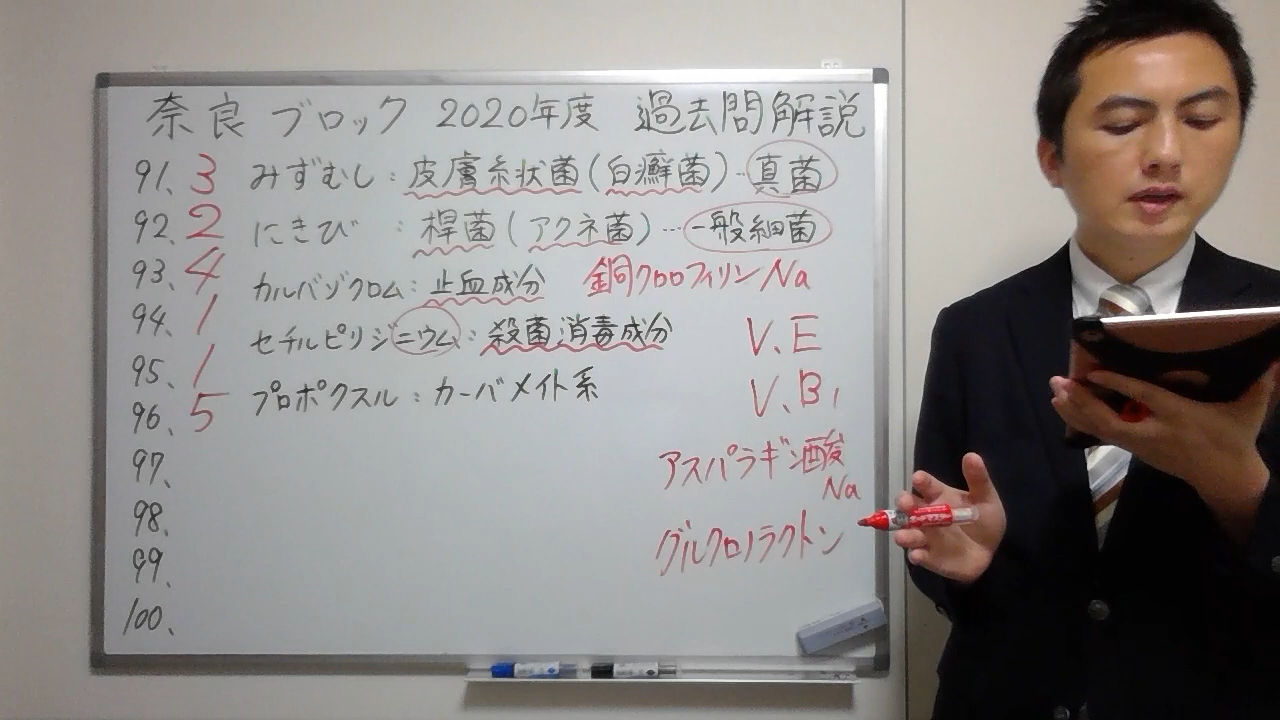 奈良ブロック 2020年度 過去問解説
91. 3 みずむし：皮膚糸状菌(白癬菌)…真菌
92. 2 にきび：桿菌(アクネ菌)…一般細菌
93. 4 カルバゾクロム：止血成分 銅クロロフィリンNa
94. 1 セチルピリジニウム：殺菌消毒成分 V.E
95. 1 プロポクスル：カーバメイト系 V.B₁
96. 5
97. アスパラギン酸Na
98.
99. グルクロノラクトン
100.